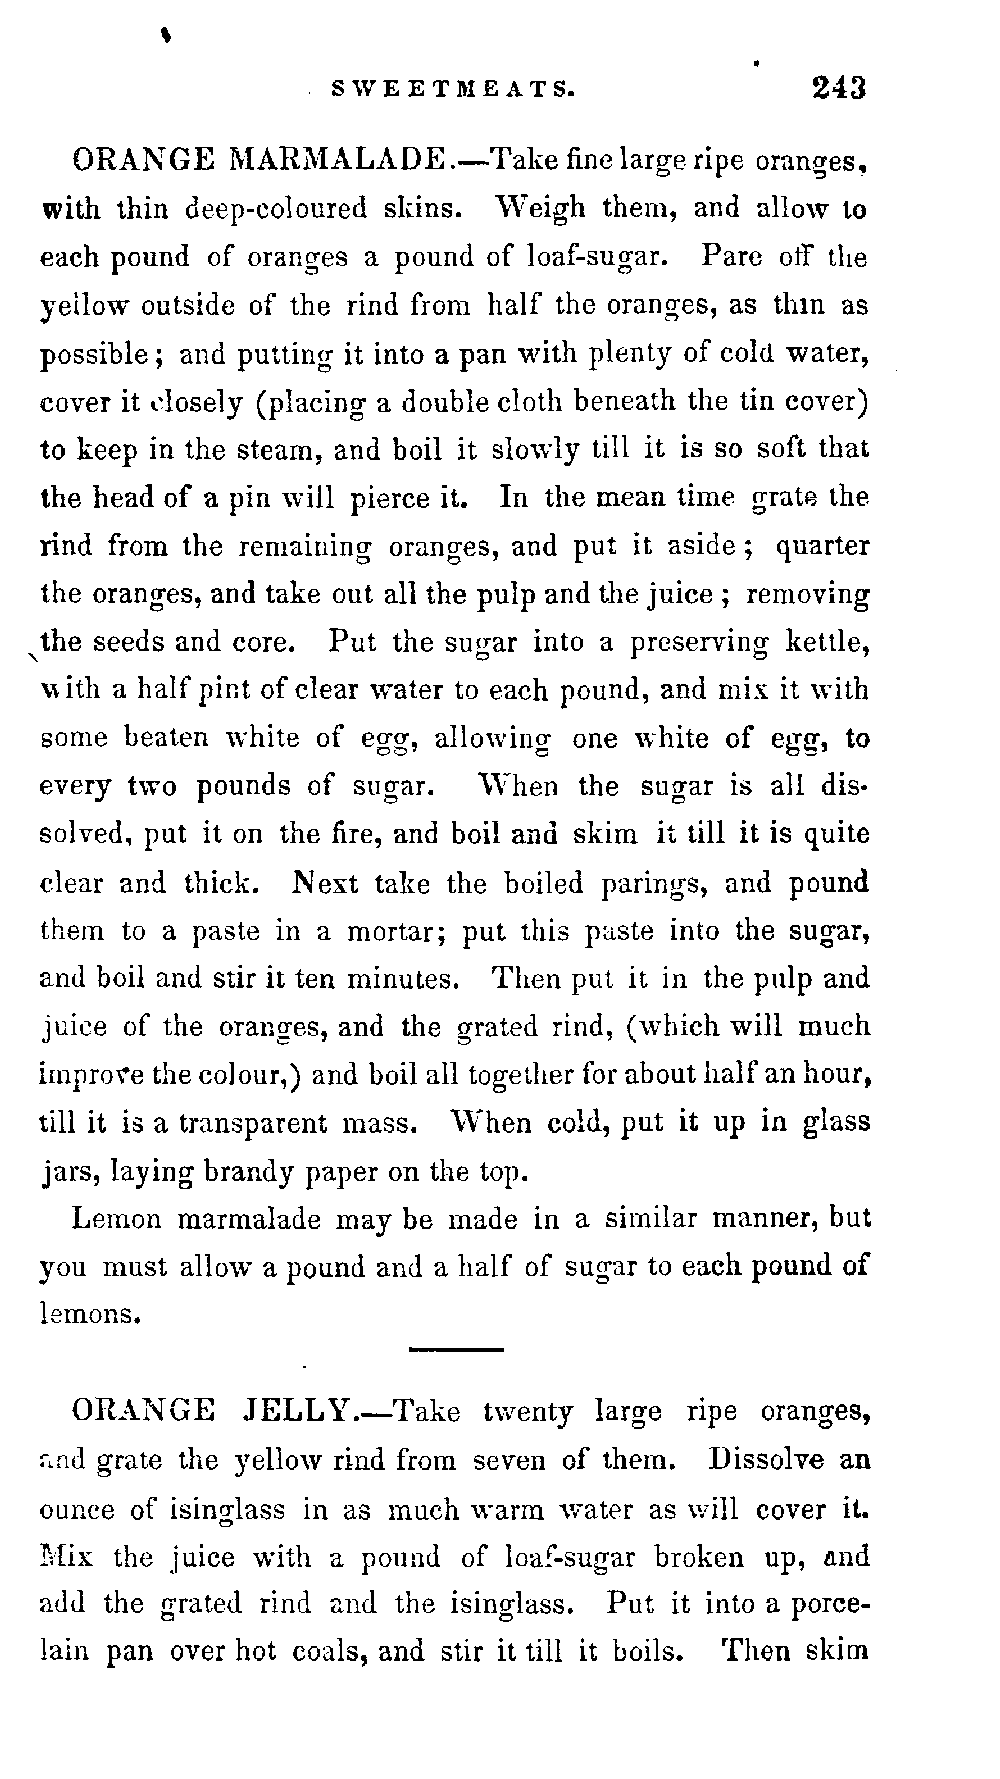 SWEETMEATS. 243
ORANGE MARMALADE.—Take fine large ripe oranges,
with thin deep-coloured skins. Weigh them, and allow to
each pound of oranges a pound of loaf-sugar. Pare off the
yellow outside of the rind from half the oranges, as thin as
possible; and putting it into a pan with plenty of cold water,
cover it closely (placing a double cloth beneath the tin cover)
to keep in the steam, and boil it slowly till it is so soft that
the head of a pin will pierce it. In the mean time grate the
rind from the remaining oranges, and put it aside; quarter
the oranges, and take out all the pulp and the juice; removing
the seeds and core. Put the sugar into a preserving kettle,
with a half pint of clear water to each pound, and mix it with
some beaten white of egg, allowing one white of egg, to
every two pounds of sugar. When the sugar is all dis-
solved, put it on the fire, and boil and skim it till it is quite
clear and thick. Next take the boiled parings, and pound
them to a paste in a mortar; put this paste into the sugar,
and boil and stir it ten minutes. Then put it in the pulp and
juice of the oranges, and the grated rind, (which will much
improve the colour,) and boil all together for about half an hour,
till it is a transparent mass. When cold, put it up in glass
jars, laying brandy paper on the top.
Lemon marmalade may be made in a similar manner, but
you must allow a pound and a half of sugar to each pound of
lemons.
ORANGE JELLY.—Take twenty large ripe oranges,
and grate the yellow rind from seven of them. Dissolve an
ounce of isinglass in as much warm water as will cover it.
Mix the juice with a pound of loaf-sugar broken up, and
add the grated rind and the isinglass. Put it into a porce-
lain pan over hot coals, and stir it till it boils. Then skim